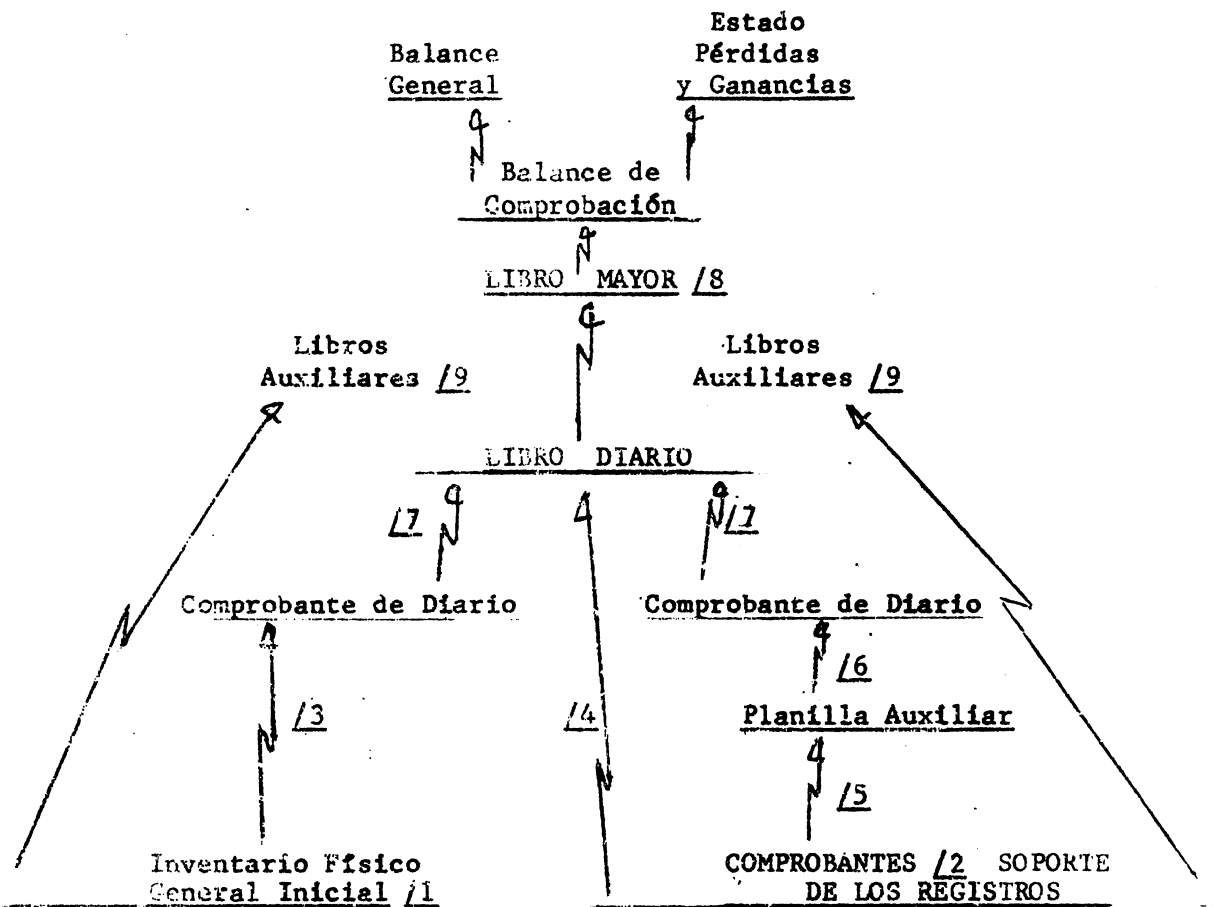 Balance
General
Estado
Pérdidas
y Ganancias
Balance de
Comprobación
LIBRO MAYOR /8
Libros
Auxiliares /9
Libros
Auxiliares /9
LIBRO DIARIO
/7
/7
Comprobante de Diario
Comprobante de Diario
/6
/3
/4
Planilla Auxiliar
/5
Inventario Físico
General Inicial /1
COMPROBANTES /2 SOPORTE
DE LOS REGISTROS